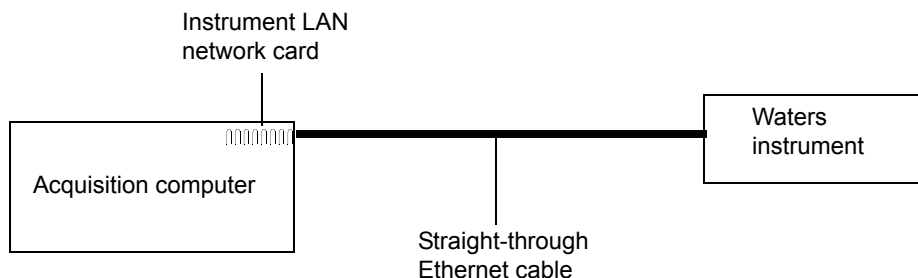 Instrument LAN
network card
Waters
instrument
Acquisition computer
Straight-through
Ethernet cable